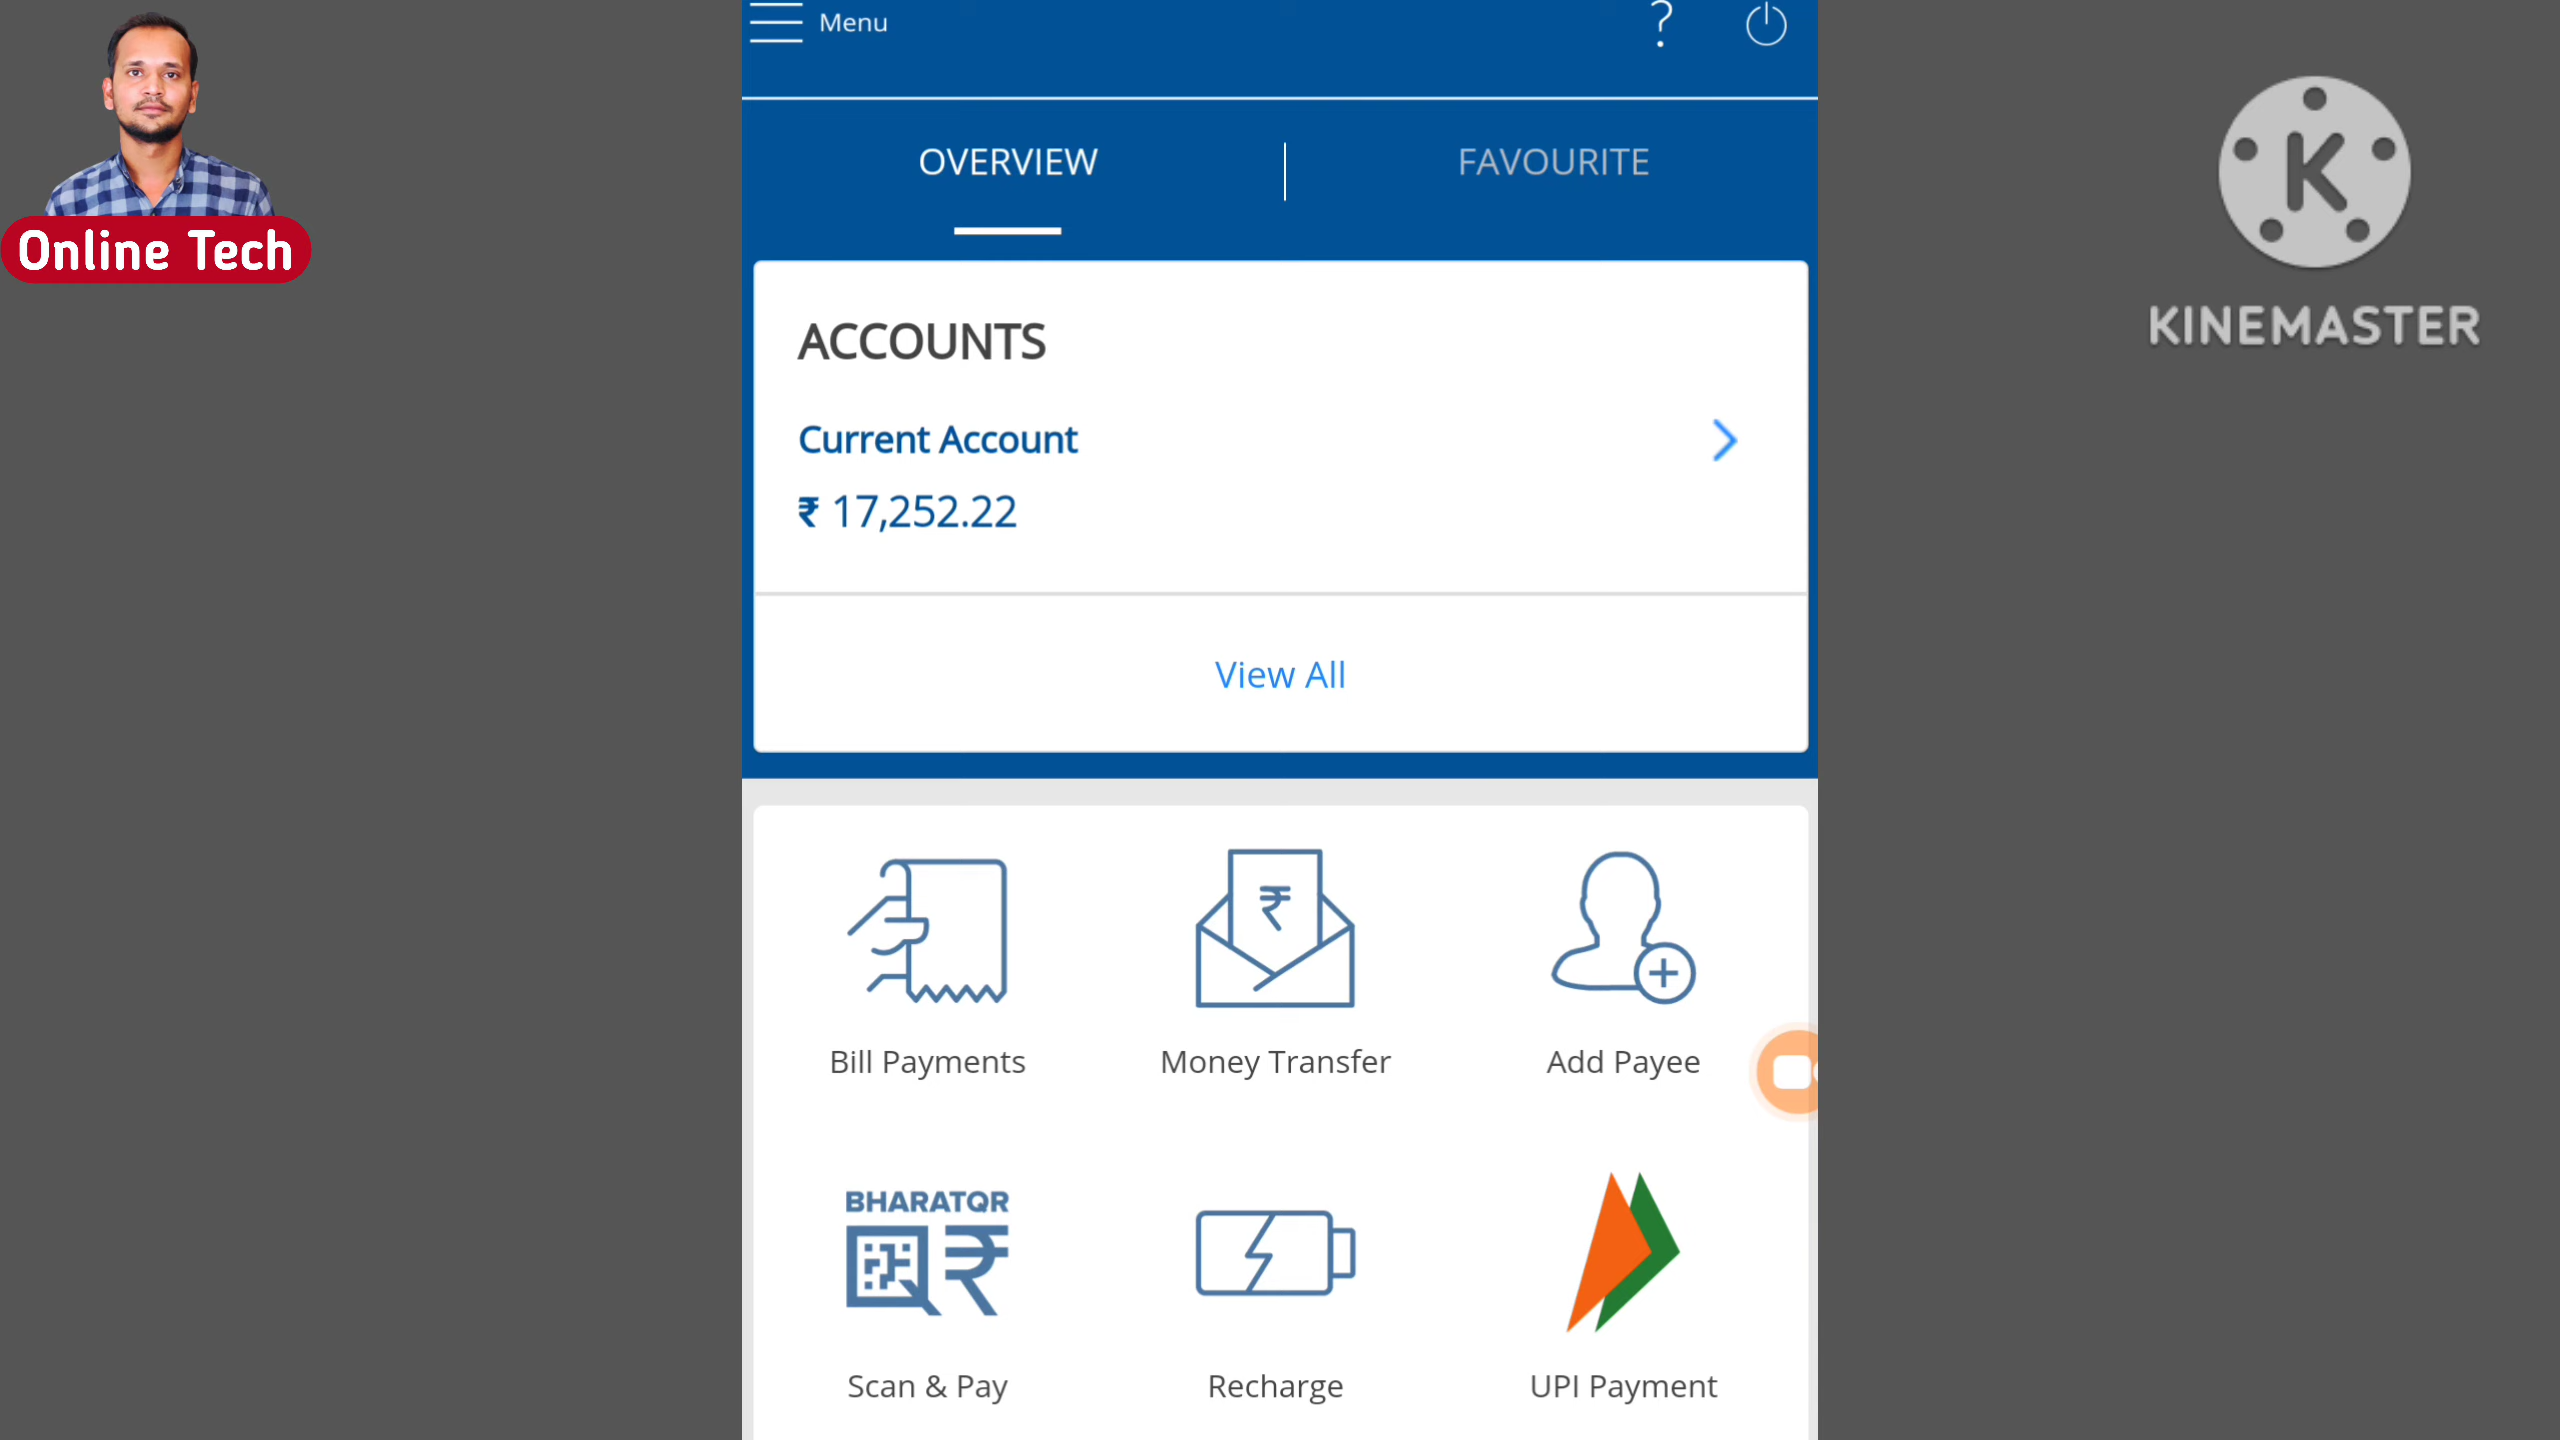 Menu
?
Online Tech
KINEMASTER
OVERVIEW
FAVOURITE
ACCOUNTS
Current Account
₹ 17,252.22
View All
₹
Bill Payments
Money Transfer
Add Payee
BHARATQR
₹
Scan & Pay
Recharge
UPI Payment